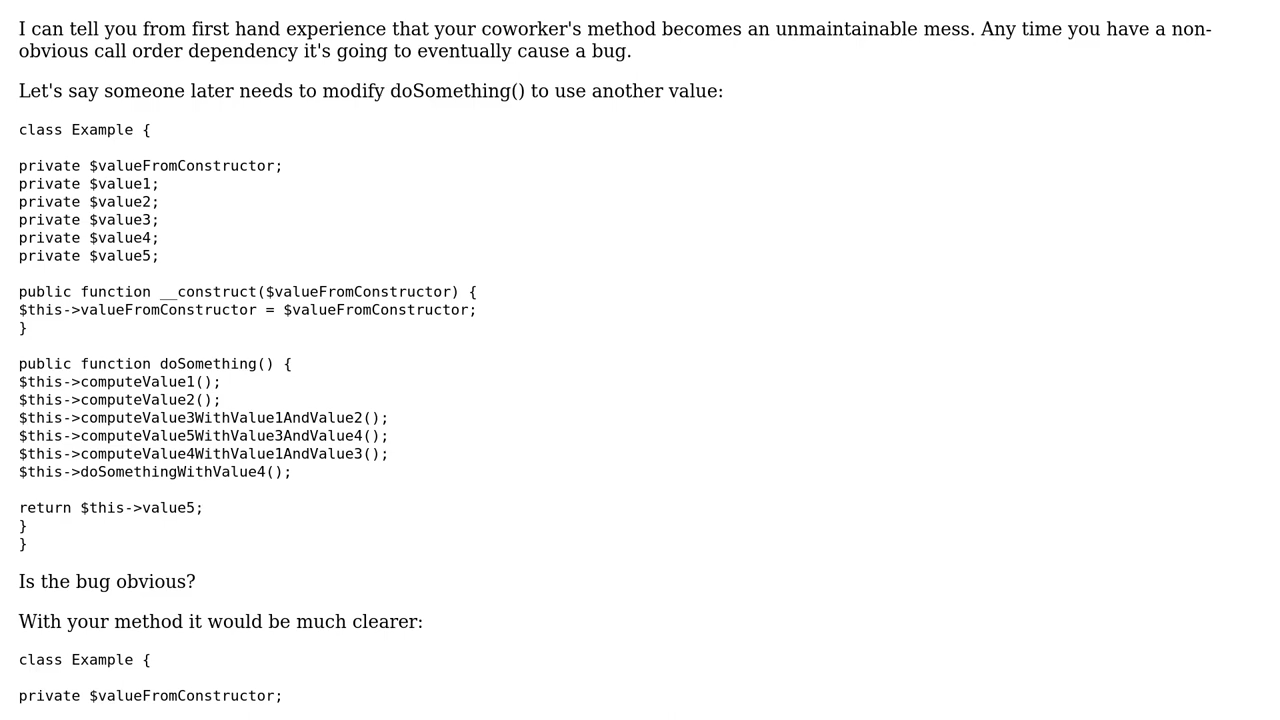 I can tell you from first hand experience that your coworker's method becomes an unmaintainable mess. Any time you have a non-
obvious call order dependency it's going to eventually cause a bug.
Let's say someone later needs to modify doSomething() to use another value:
class Example {
private $valueFromConstructor;
private $value1;
private $value2;
private $value3;
private $value4;
private $value5;
public function __construct($valueFromConstructor) {
$this->valueFromConstructor = $valueFromConstructor;
}
public function doSomething() {
$this->computeValue1();
$this->computeValue2();
$this->computeValue3WithValue1AndValue2();
$this->computeValue5WithValue3AndValue4();
$this->computeValue4WithValue1AndValue3();
$this->doSomethingWithValue4();
return $this->value5;
}
}
Is the bug obvious?
With your method it would be much clearer:
class Example {
private $valueFromConstructor;